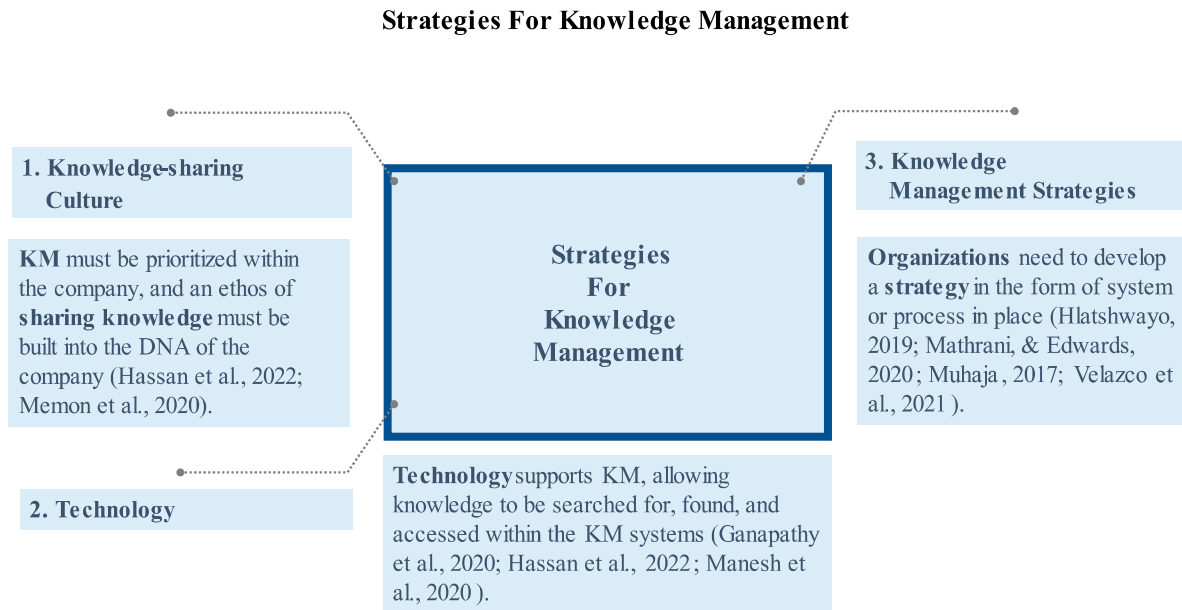 Strategies For Knowledge Management
1. Knowledge-sharing
Culture
KM must be prioritized within
the company, and an ethos of
sharing knowledge must be
built into the DNA of the
company (Hassan et al., 2022;
Memon et al., 2020).
2. Technology
Strategies
For
Knowledge
Management
Technology supports KM, allowing
knowledge to be searched for, found, and
accessed within the KM systems (Ganapathy
et al., 2020; Hassan et al., 2022; Manesh et
al., 2020).
3. Knowledge
Management Strategies
Organizations need to develop
a strategy in the form of system
or process in place (Hlatshwayo,
2019; Mathrani, & Edwards,
2020; Muhaja, 2017; Velazco et
al., 2021).